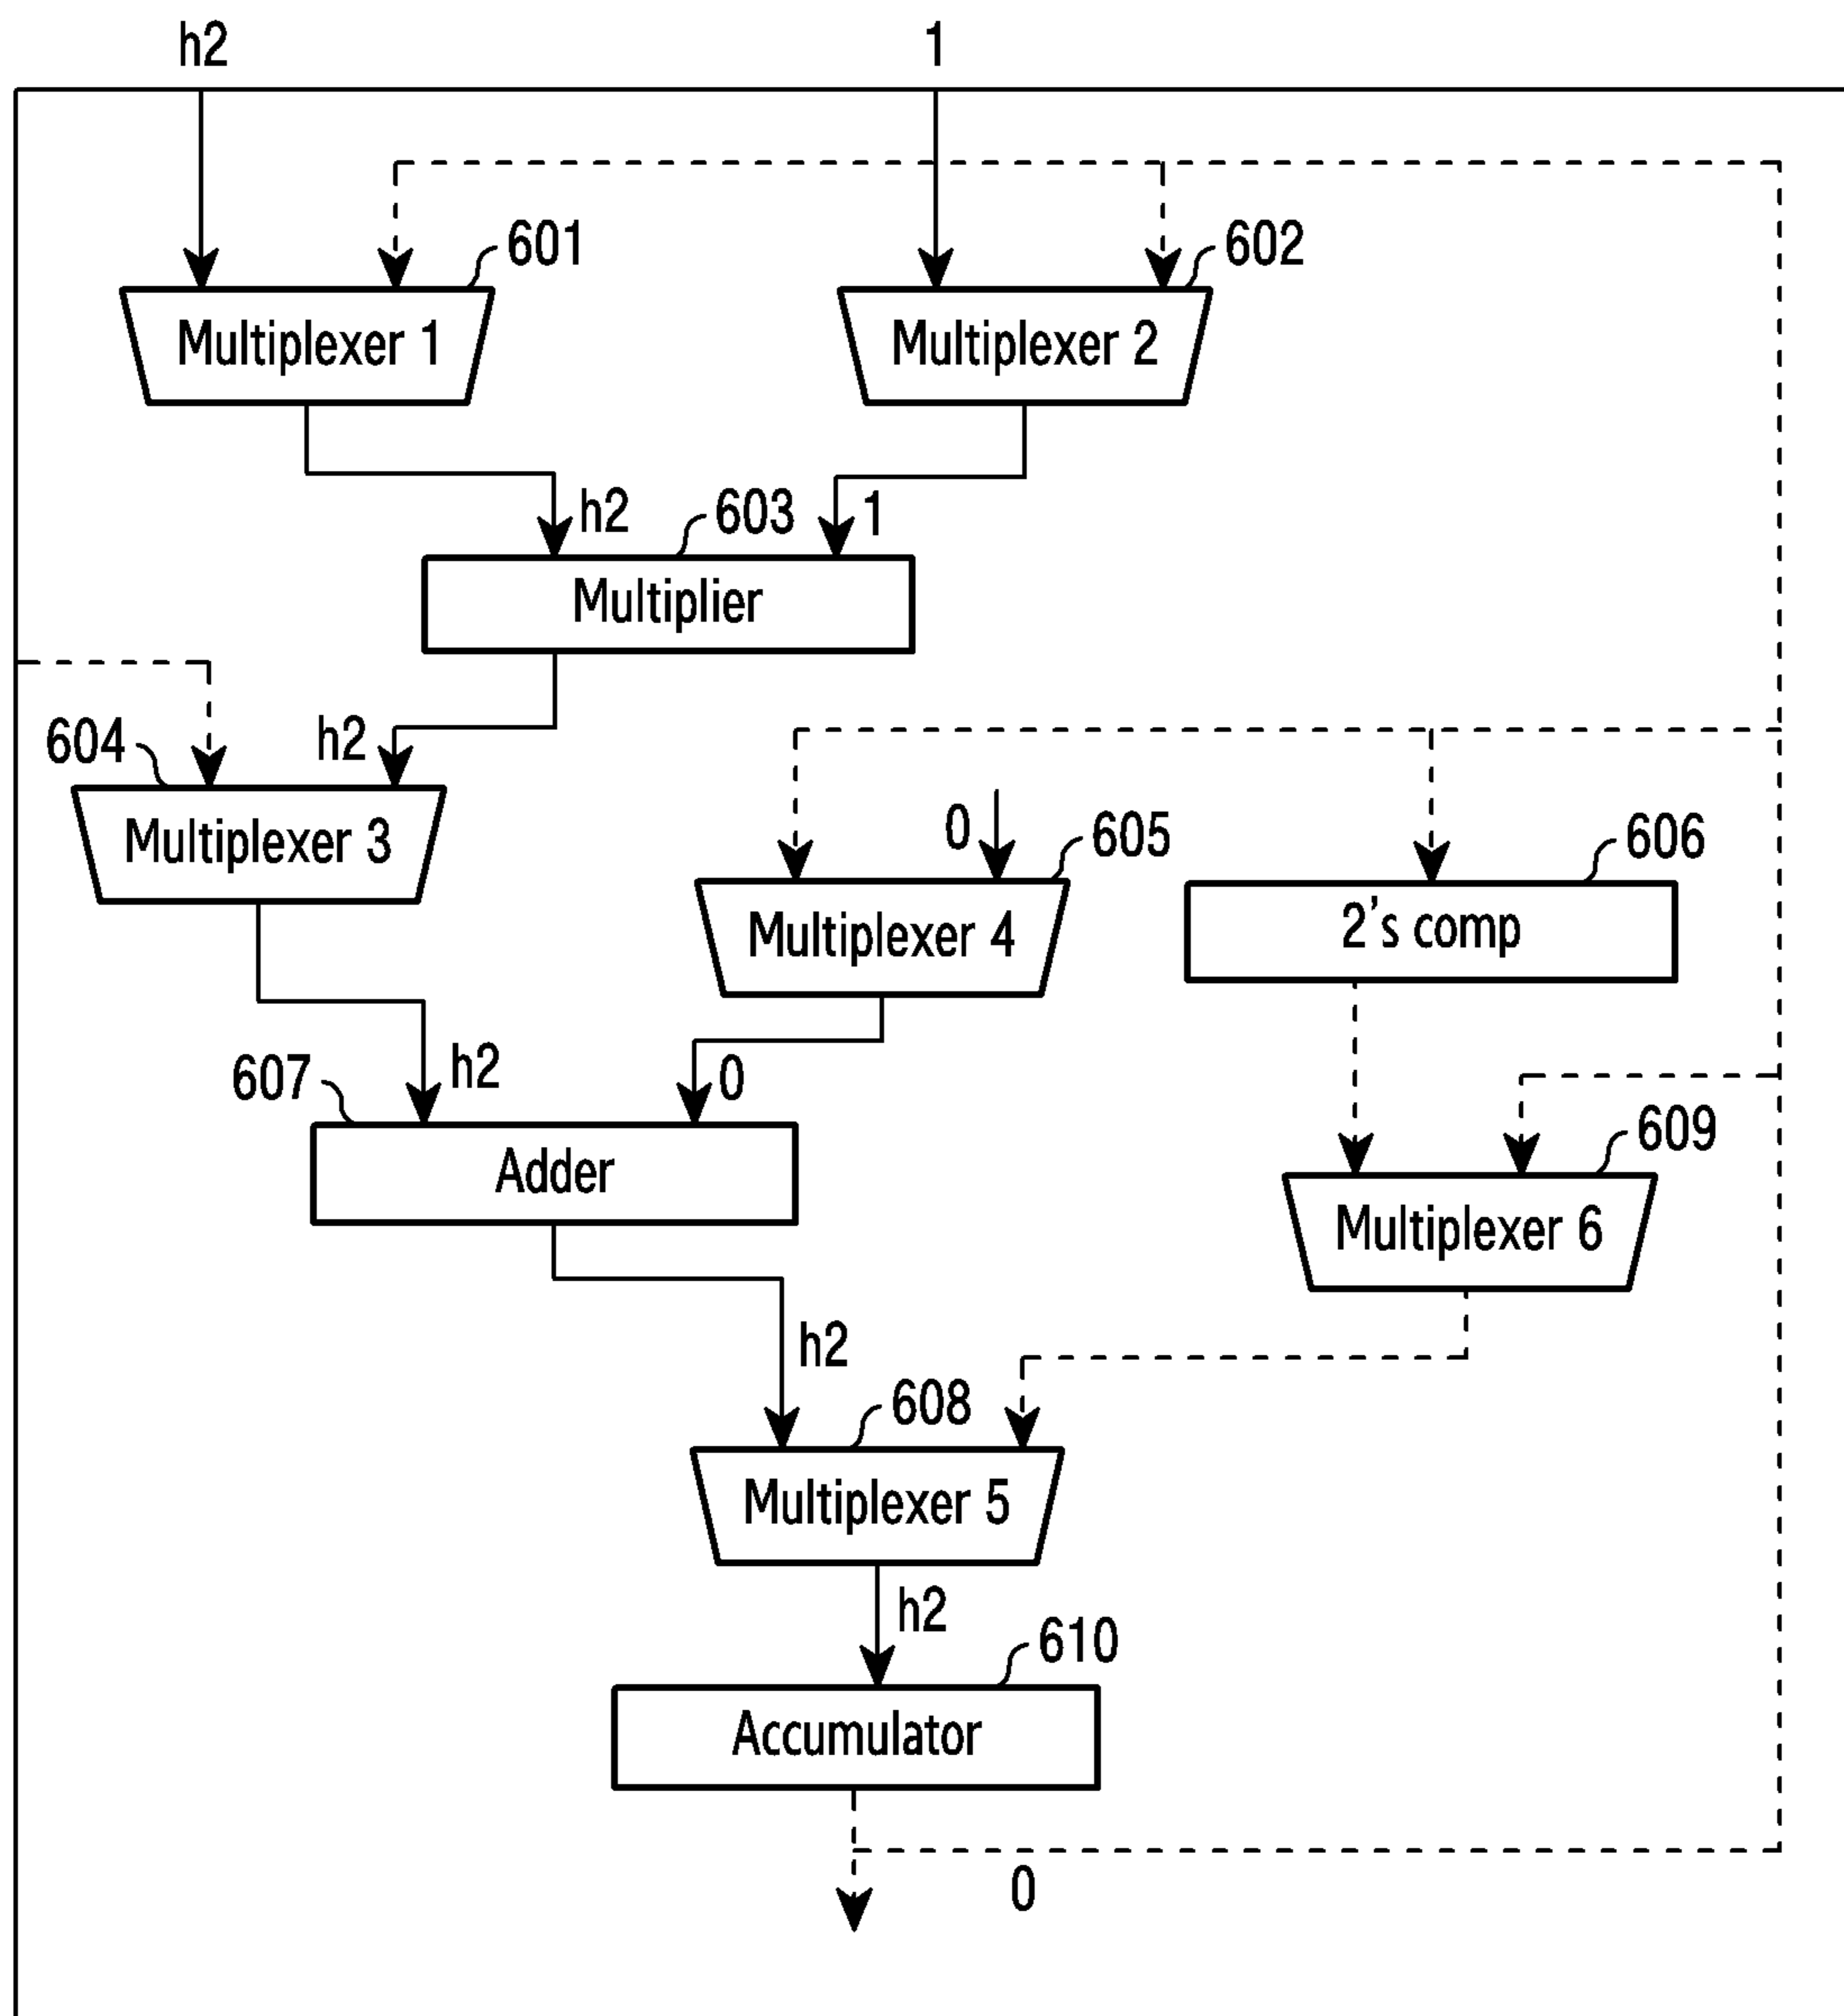 h2 1
601 602
Multiplexer 1 Multiplexer 2
h2 603 1
Multiplier
604 h2
Multiplexer 3
0 605 606
Multiplexer 4 2's comp
607 h2 0
609
Adder
Multiplexer 6
h2
608
Multiplexer 5
h2
610
Accumulator
0